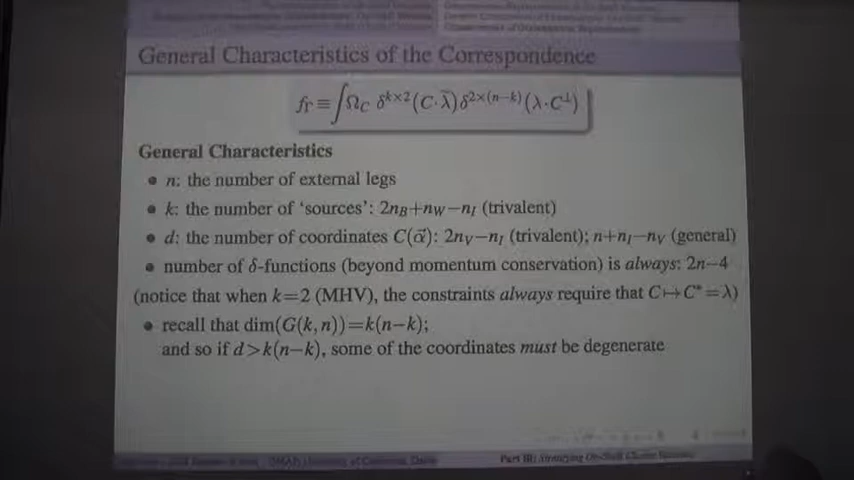 General Characteristics of the Correspondence
f_Γ ≡ ∫Ω_C δ^{k×2}(C·λ̃)δ^{2×(n−k)}(λ·C^⊥)
General Characteristics
• n: the number of external legs
• k: the number of ‘sources’: 2n_B+n_W−n_I (trivalent)
• d: the number of coordinates C(α⃗): 2n_V−n_I (trivalent); n+n_I−n_V (general)
• number of δ-functions (beyond momentum conservation) is always: 2n−4
(notice that when k=2 (MHV), the constraints always require that C↦C*=λ)
• recall that dim(G(k,n))=k(n−k);
and so if d>k(n−k), some of the coordinates must be degenerate